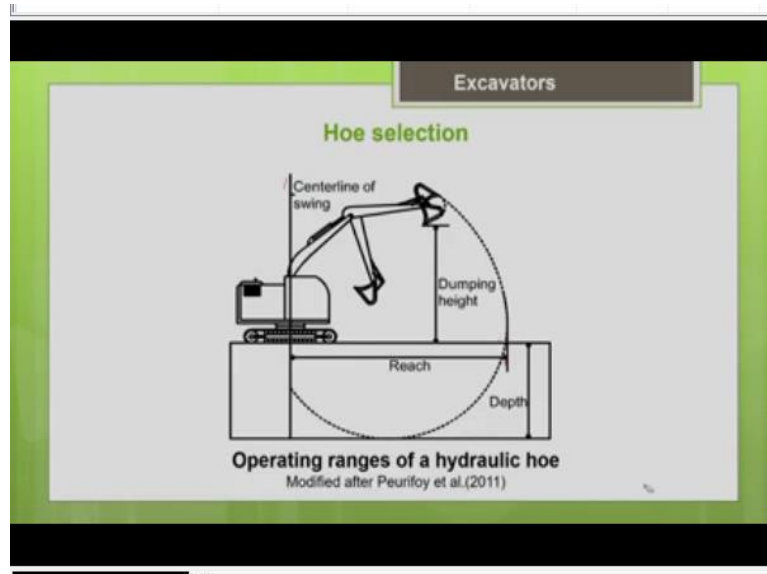 Excavators
Hoe selection
Centerline of
swing
Dumping
height
Reach
Depth
Operating ranges of a hydraulic hoe
Modified after Peurifoy et al.(2011)